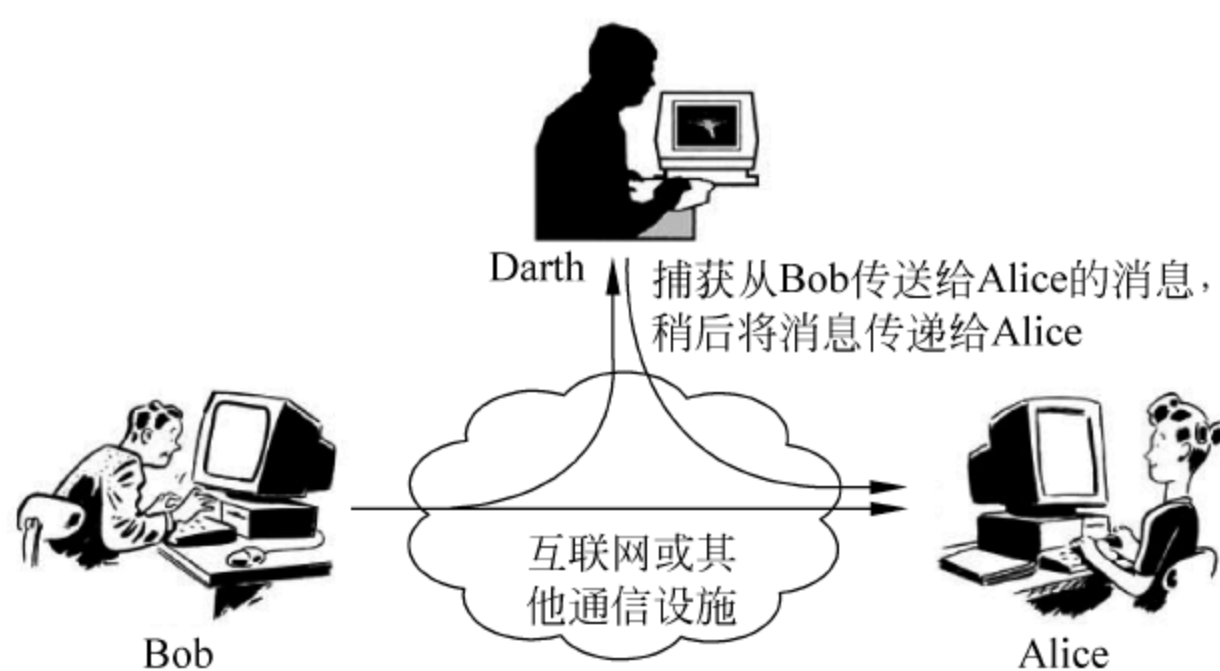 Darth
捕获从Bob传送给Alice的消息，
稍后将消息传递给Alice
互联网或其
他通信设施
Bob
Alice